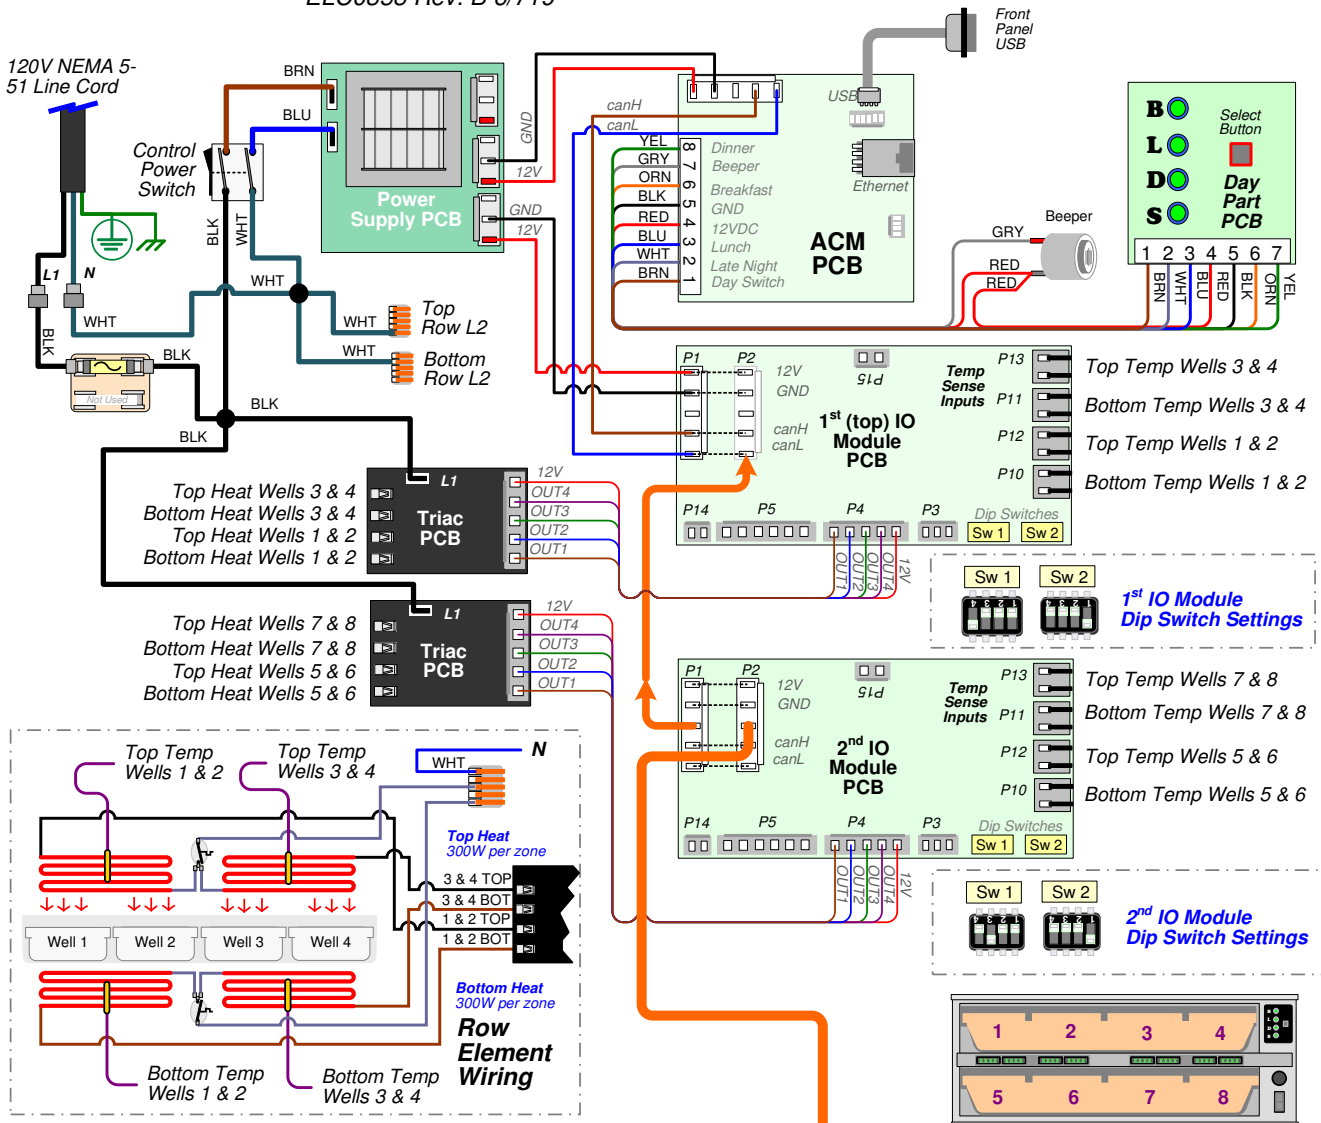 120V NEMA 5-
51 Line Cord
BRN
BLU
Control
Power
Switch
Power
Supply PCB
GND
12V
GND
12V
canH
canL
Front
Panel
USB
USB
Ethernet
ACM
PCB
YEL 8 Dinner
GRY 7 Beeper
ORN 6 Breakfast
BLK 5 GND
RED 4 12VDC
BLU 3 Lunch
WHT 2 Late Night
BRN 1 Day Switch
B
L
D
S
Select
Button
Day
Part
PCB
1 2 3 4 5 6 7
BRN
WHT
BLU
RED
BLK
ORN
YEL
Beeper
GRY
RED
RED
L1
N
BLK
WHT
WHT
WHT
BLK
WHT
WHT
Top
Row L2
Bottom
Row L2
BLK
Not Used
BLK
BLK
P1
P2
12V
GND
canH
canL
P15
1st (top) IO
Module
PCB
Temp
Sense
Inputs
P13
P11
P12
P10
Top Temp Wells 3 & 4
Bottom Temp Wells 3 & 4
Top Temp Wells 1 & 2
Bottom Temp Wells 1 & 2
P14
P5
P4
P3
Dip Switches
Sw 1
Sw 2
OUT1
OUT2
OUT3
OUT4
12V
Top Heat Wells 3 & 4
Bottom Heat Wells 3 & 4
Top Heat Wells 1 & 2
Bottom Heat Wells 1 & 2
L1
Triac
PCB
12V
OUT4
OUT3
OUT2
OUT1
Sw 1
Sw 2
1st IO Module
Dip Switch Settings
Top Heat Wells 7 & 8
Bottom Heat Wells 7 & 8
Top Heat Wells 5 & 6
Bottom Heat Wells 5 & 6
L1
Triac
PCB
12V
OUT4
OUT3
OUT2
OUT1
P1
P2
12V
GND
canH
canL
P15
2nd IO
Module
PCB
Temp
Sense
Inputs
P13
P11
P12
P10
Top Temp Wells 7 & 8
Bottom Temp Wells 7 & 8
Top Temp Wells 5 & 6
Bottom Temp Wells 5 & 6
P14
P5
P4
P3
Dip Switches
Sw 1
Sw 2
OUT1
OUT2
OUT3
OUT4
12V
Sw 1
Sw 2
2nd IO Module
Dip Switch Settings
Top Temp
Wells 1 & 2
Top Temp
Wells 3 & 4
WHT
N
Top Heat
300W per zone
3 & 4 TOP
3 & 4 BOT
1 & 2 TOP
1 & 2 BOT
Well 1
Well 2
Well 3
Well 4
Bottom Heat
300W per zone
Row
Element
Wiring
Bottom Temp
Wells 1 & 2
Bottom Temp
Wells 3 & 4
1
2
3
4
5
6
7
8